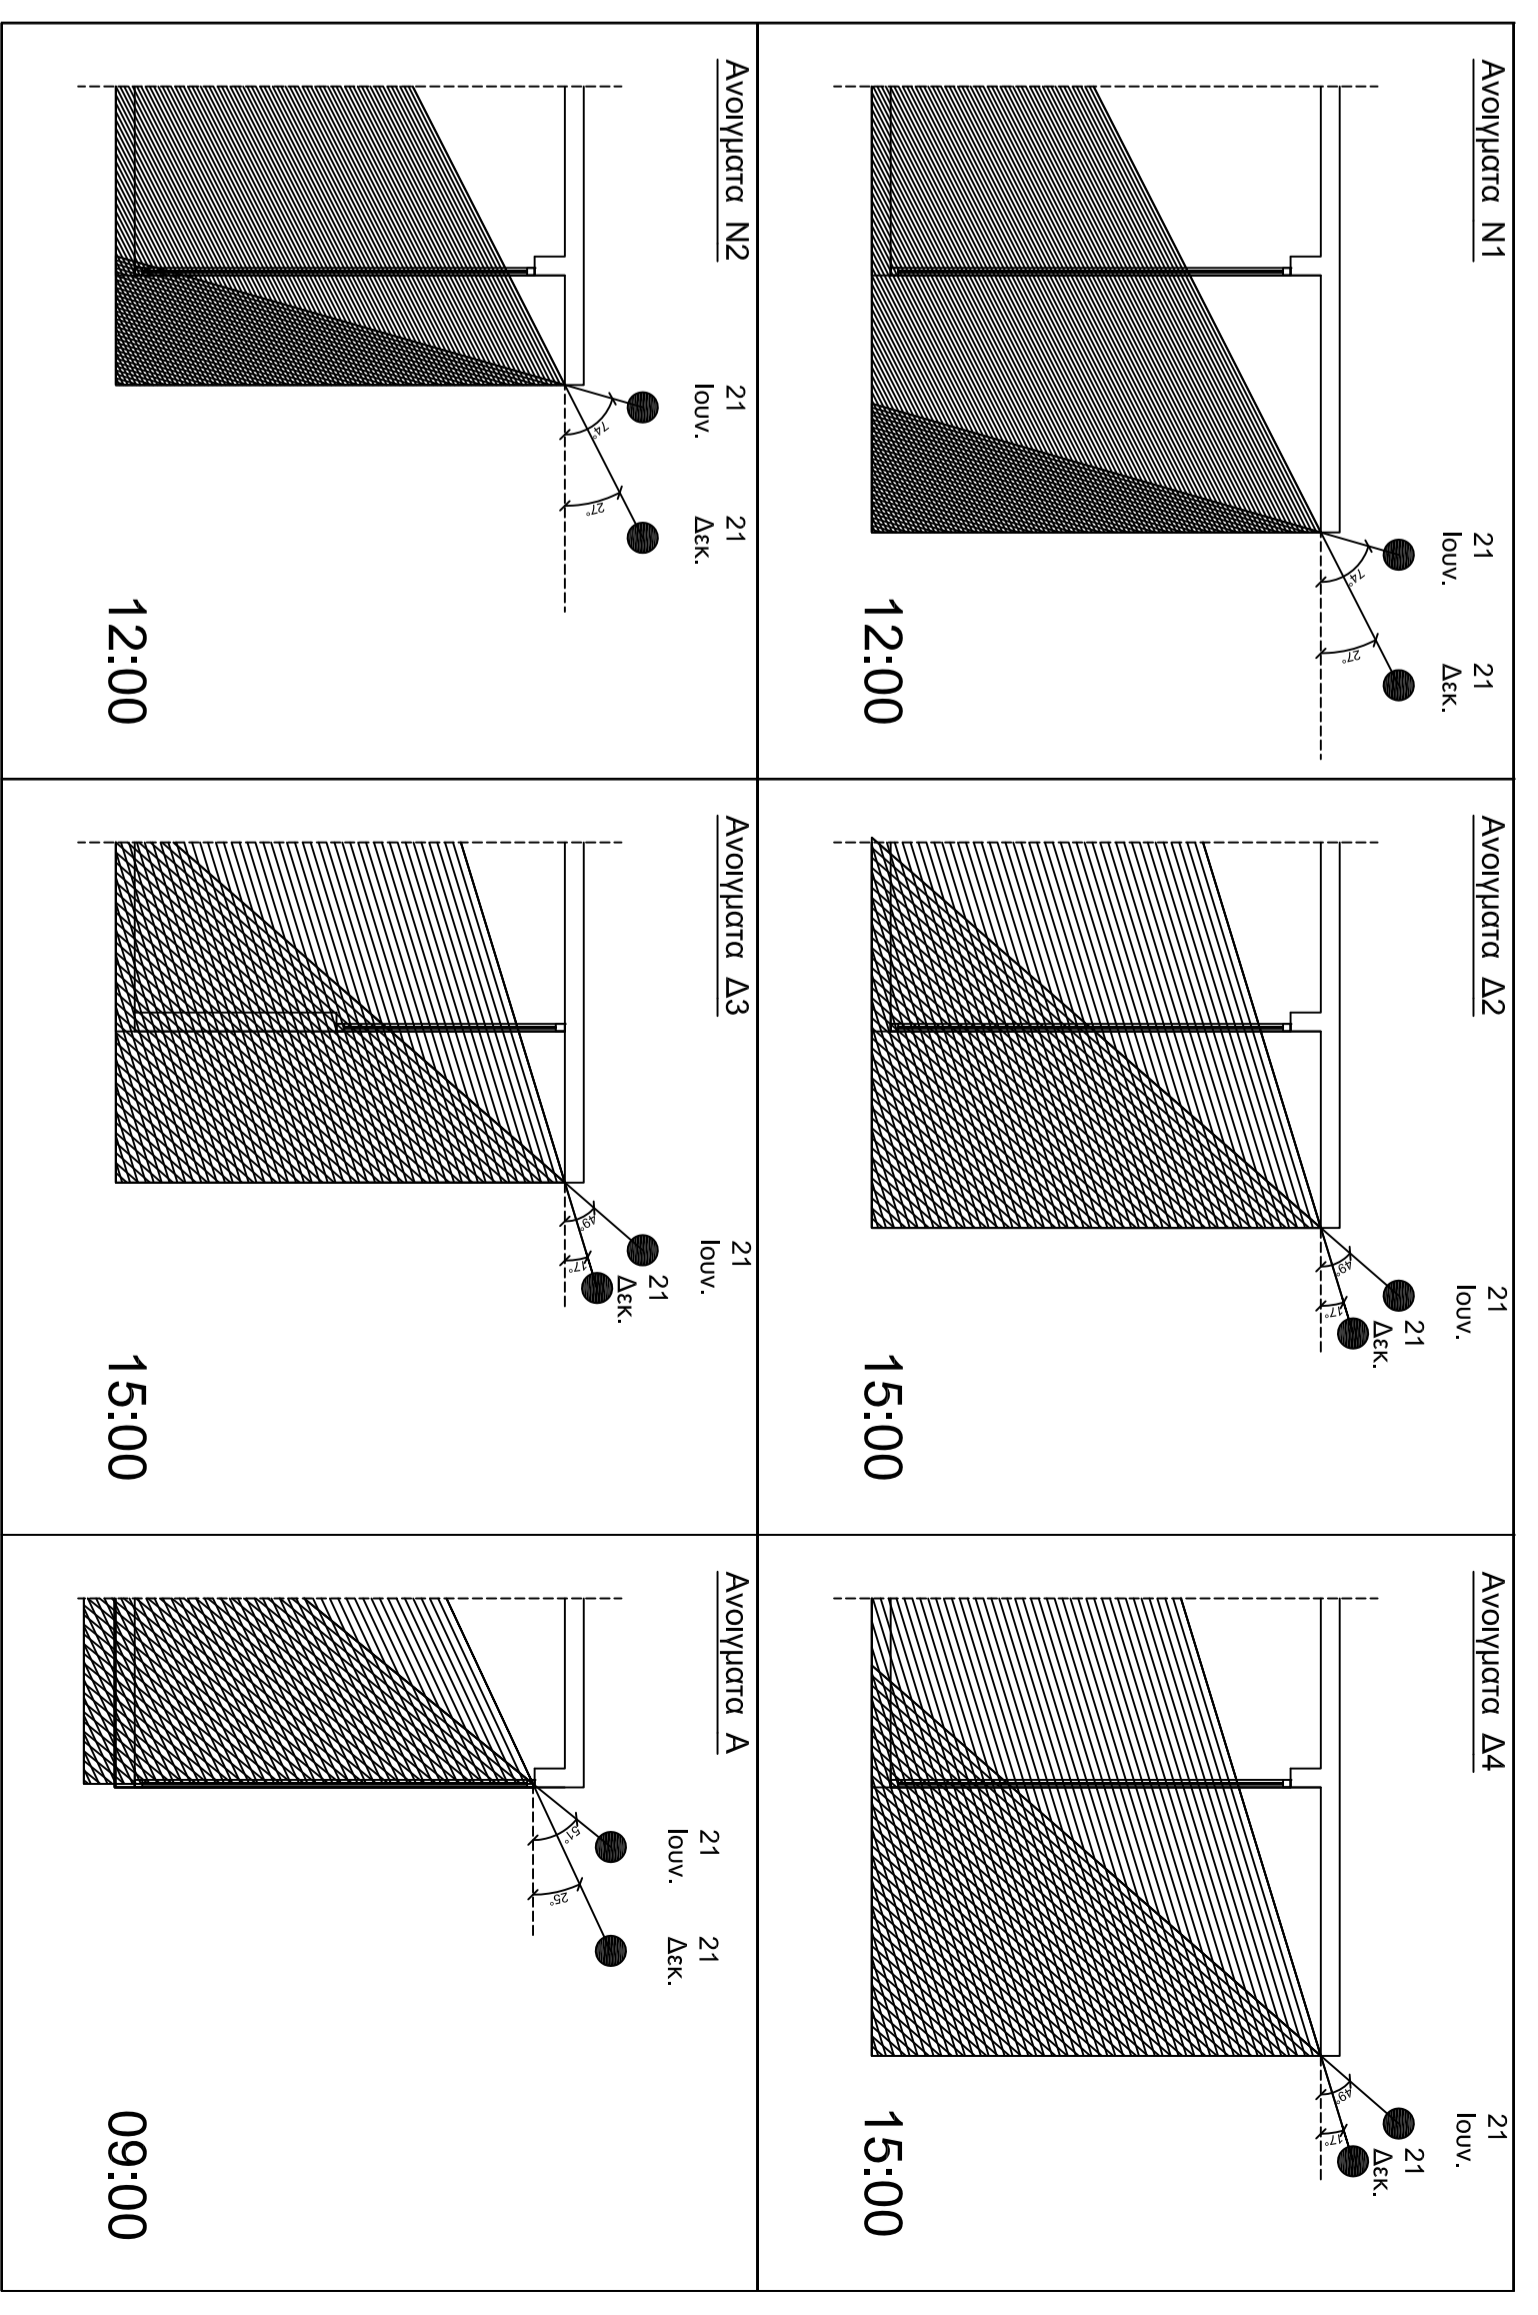 Ανοιγματα Ν1
21
Ιουν.
21
Δεκ.
74°
27°
12:00
Ανοιγματα Δ2
21
Ιουν.
21
Δεκ.
49°
17°
15:00
Ανοιγματα Δ4
21
Ιουν.
21
Δεκ.
49°
17°
15:00
Ανοιγματα Ν2
21
Ιουν.
21
Δεκ.
74°
27°
12:00
Ανοιγματα Δ3
21
Ιουν.
21
Δεκ.
49°
17°
15:00
Ανοιγματα Α
21
Ιουν.
21
Δεκ.
51°
25°
09:00